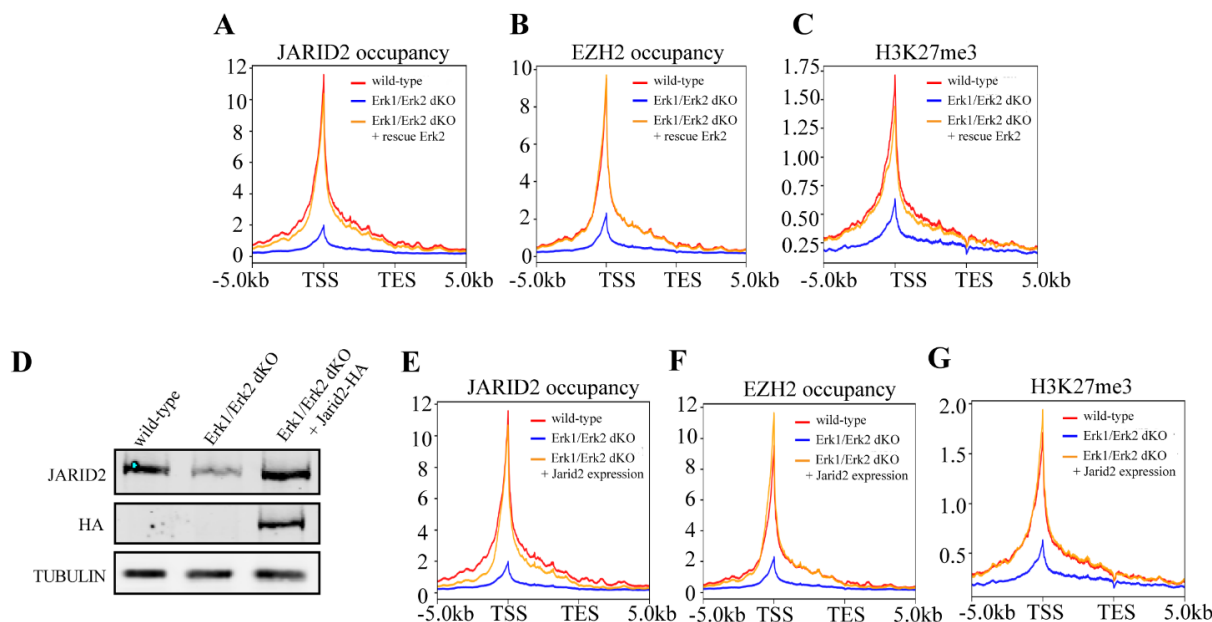 A
JARID2 occupancy
12
10
8
6
4
2
0
wild-type
Erk1/Erk2 dKO
Erk1/Erk2 dKO
+ rescue Erk2
-5.0kb TSS TES 5.0kb
B
EZH2 occupancy
10
8
6
4
2
0
wild-type
Erk1/Erk2 dKO
Erk1/Erk2 dKO
+ rescue Erk2
-5.0kb TSS TES 5.0kb
C
H3K27me3
1.75
1.50
1.25
1.00
0.75
0.50
0.25
wild-type
Erk1/Erk2 dKO
Erk1/Erk2 dKO
+ rescue Erk2
-5.0kb TSS TES 5.0kb
D
wild-type
Erk1/Erk2 dKO
Erk1/Erk2 dKO
+ Jarid2-HA
JARID2
HA
TUBULIN
E
JARID2 occupancy
12
10
8
6
4
2
0
wild-type
Erk1/Erk2 dKO
Erk1/Erk2 dKO
+ Jarid2 expression
-5.0kb TSS TES 5.0kb
F
EZH2 occupancy
12
10
8
6
4
2
0
wild-type
Erk1/Erk2 dKO
Erk1/Erk2 dKO
+ Jarid2 expression
-5.0kb TSS TES 5.0kb
G
H3K27me3
2.0
1.5
1.0
0.5
wild-type
Erk1/Erk2 dKO
Erk1/Erk2 dKO
+ Jarid2 expression
-5.0kb TSS TES 5.0kb